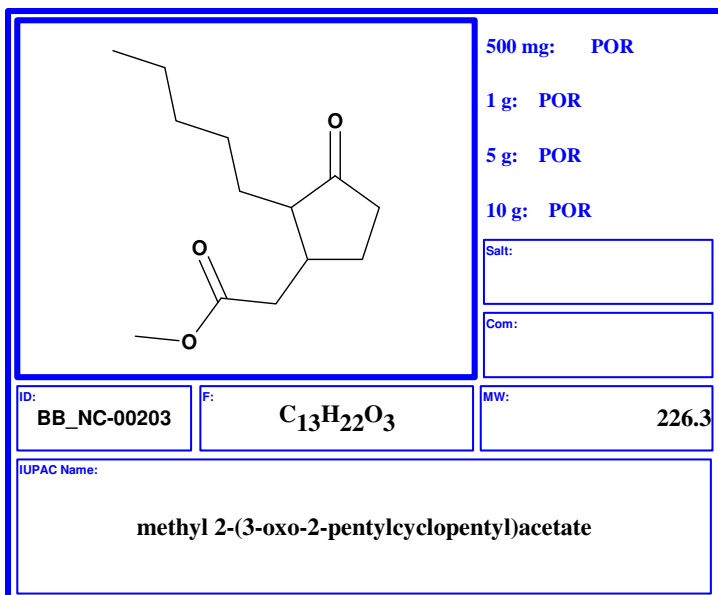 500 mg: POR
1 g: POR
5 g: POR
10 g: POR
O
O
O
Salt:
Com:
ID:
BB_NC-00203
F:
C13H22O3
MW:
226.3
IUPAC Name:
methyl 2-(3-oxo-2-pentylcyclopentyl)acetate